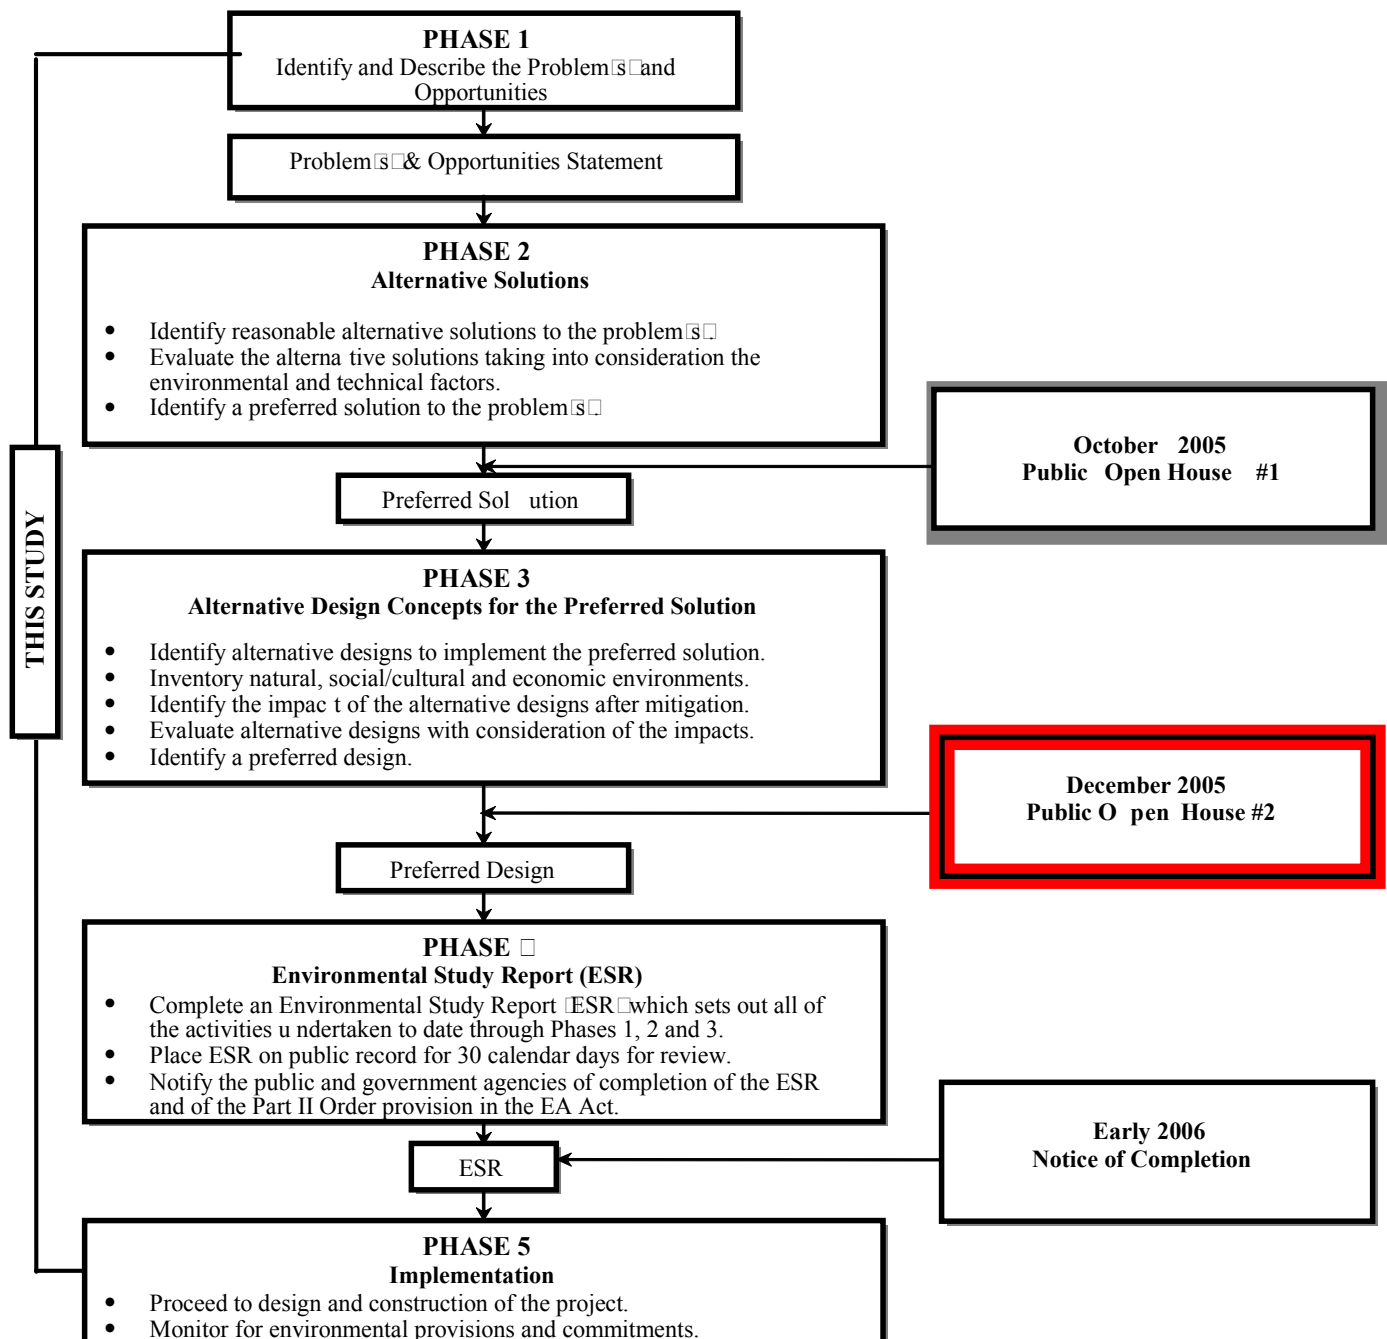 PHASE 1
Identify and Describe the Problem□s□and
Opportunities
Problem□s□& Opportunities Statement
PHASE 2
Alternative Solutions
• Identify reasonable alternative solutions to the problem□s□.
• Evaluate the alterna tive solutions taking into consideration the
environmental and technical factors.
• Identify a preferred solution to the problem□s□.
October 2005
Public Open House #1
Preferred Sol ution
THIS STUDY
PHASE 3
Alternative Design Concepts for the Preferred Solution
• Identify alternative designs to implement the preferred solution.
• Inventory natural, social/cultural and economic environments.
• Identify the impac t of the alternative designs after mitigation.
• Evaluate alternative designs with consideration of the impacts.
• Identify a preferred design.
December 2005
Public O pen House #2
Preferred Design
PHASE □
Environmental Study Report (ESR)
• Complete an Environmental Study Report □ESR□which sets out all of
the activities u ndertaken to date through Phases 1, 2 and 3.
• Place ESR on public record for 30 calendar days for review.
• Notify the public and government agencies of completion of the ESR
and of the Part II Order provision in the EA Act.
Early 2006
Notice of Completion
ESR
PHASE 5
Implementation
• Proceed to design and construction of the project.
• Monitor for environmental provisions and commitments.